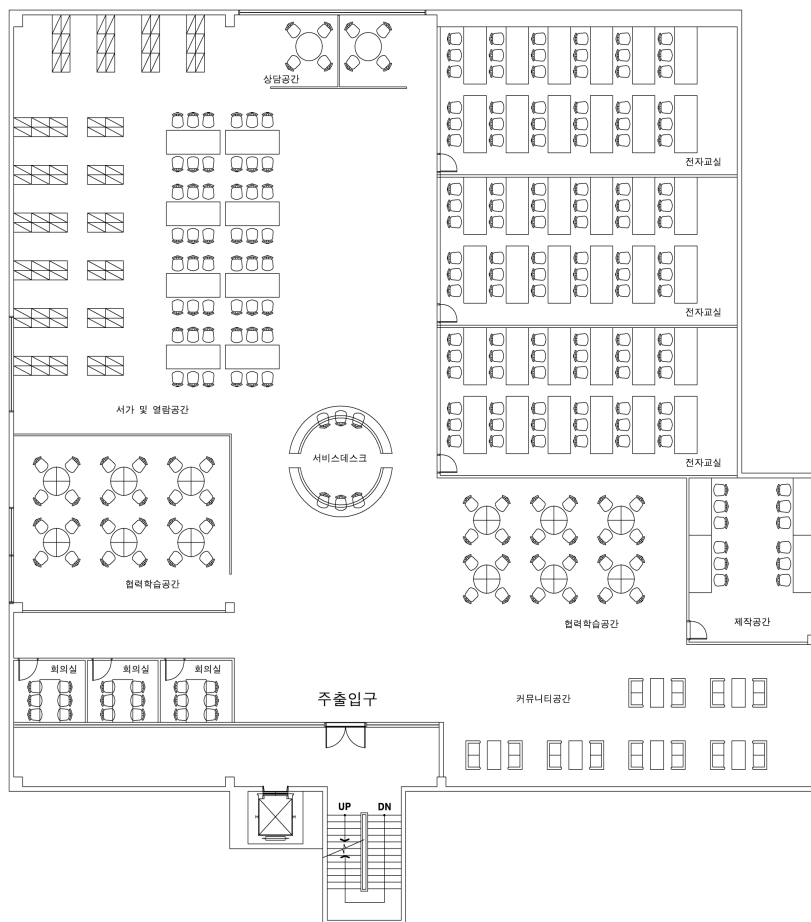 상담공간
전자교실
전자교실
서가 및 열람공간
서비스데스크
전자교실
협력학습공간
협력학습공간
제작공간
회의실
회의실
회의실
주출입구
커뮤니티공간
UP
DN